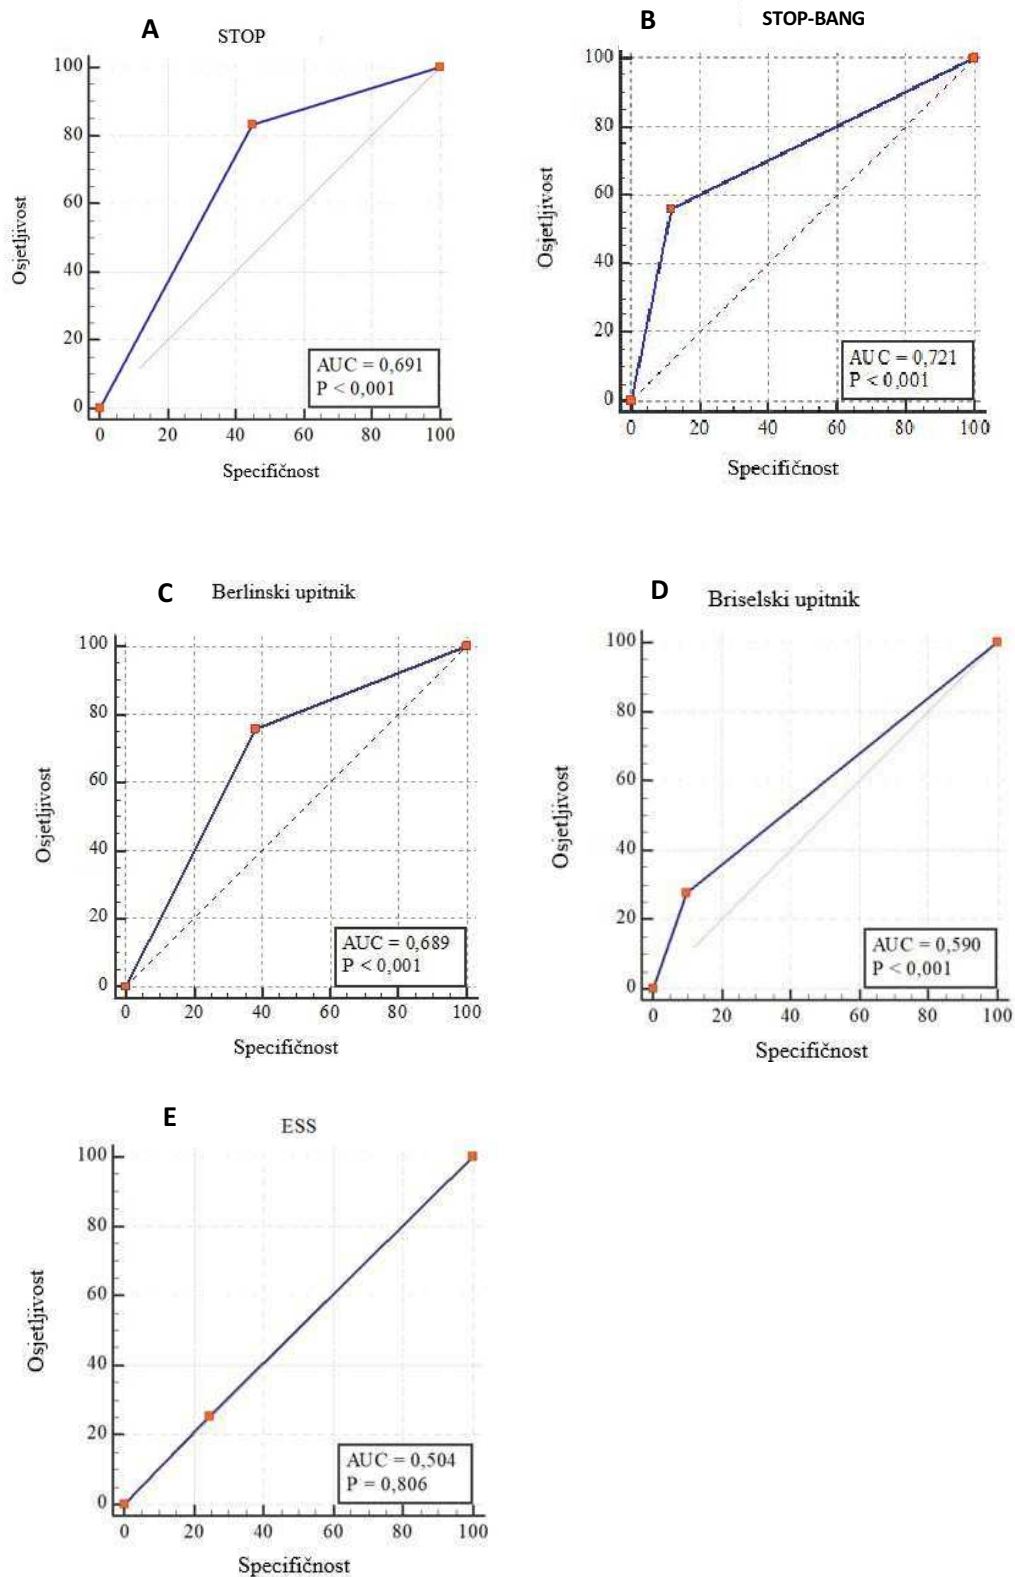 A
STOP
100
80
60
40
20
0
Osjetljivost
AUC = 0,691
P < 0,001
0 20 40 60 80 100
Specifičnost
B
STOP-BANG
100
80
60
40
20
0
Osjetljivost
AUC = 0,721
P < 0,001
0 20 40 60 80 100
Specifičnost
C
Berlinski upitnik
100
80
60
40
20
0
Osjetljivost
AUC = 0,689
P < 0,001
0 20 40 60 80 100
Specifičnost
D
Briselski upitnik
100
80
60
40
20
0
Osjetljivost
AUC = 0,590
P < 0,001
0 20 40 60 80 100
Specifičnost
E
ESS
100
80
60
40
20
0
Osjetljivost
AUC = 0,504
P = 0,806
0 20 40 60 80 100
Specifičnost